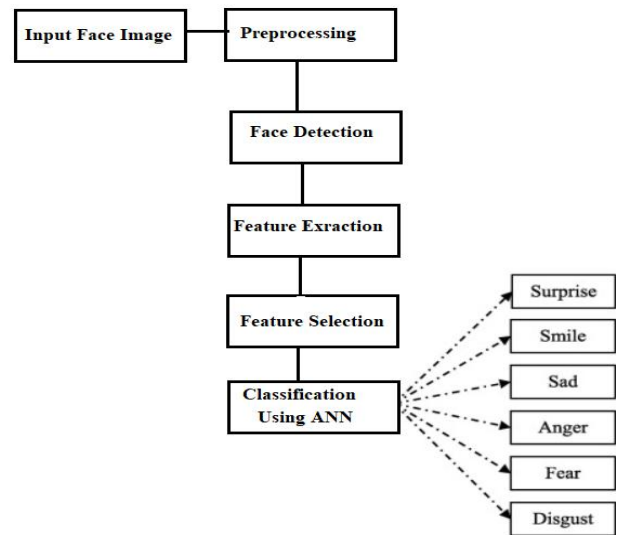 Input Face Image
Preprocessing
Face Detection
Feature Exraction
Feature Selection
Classification
Using ANN
Surprise
Smile
Sad
Anger
Fear
Disgust